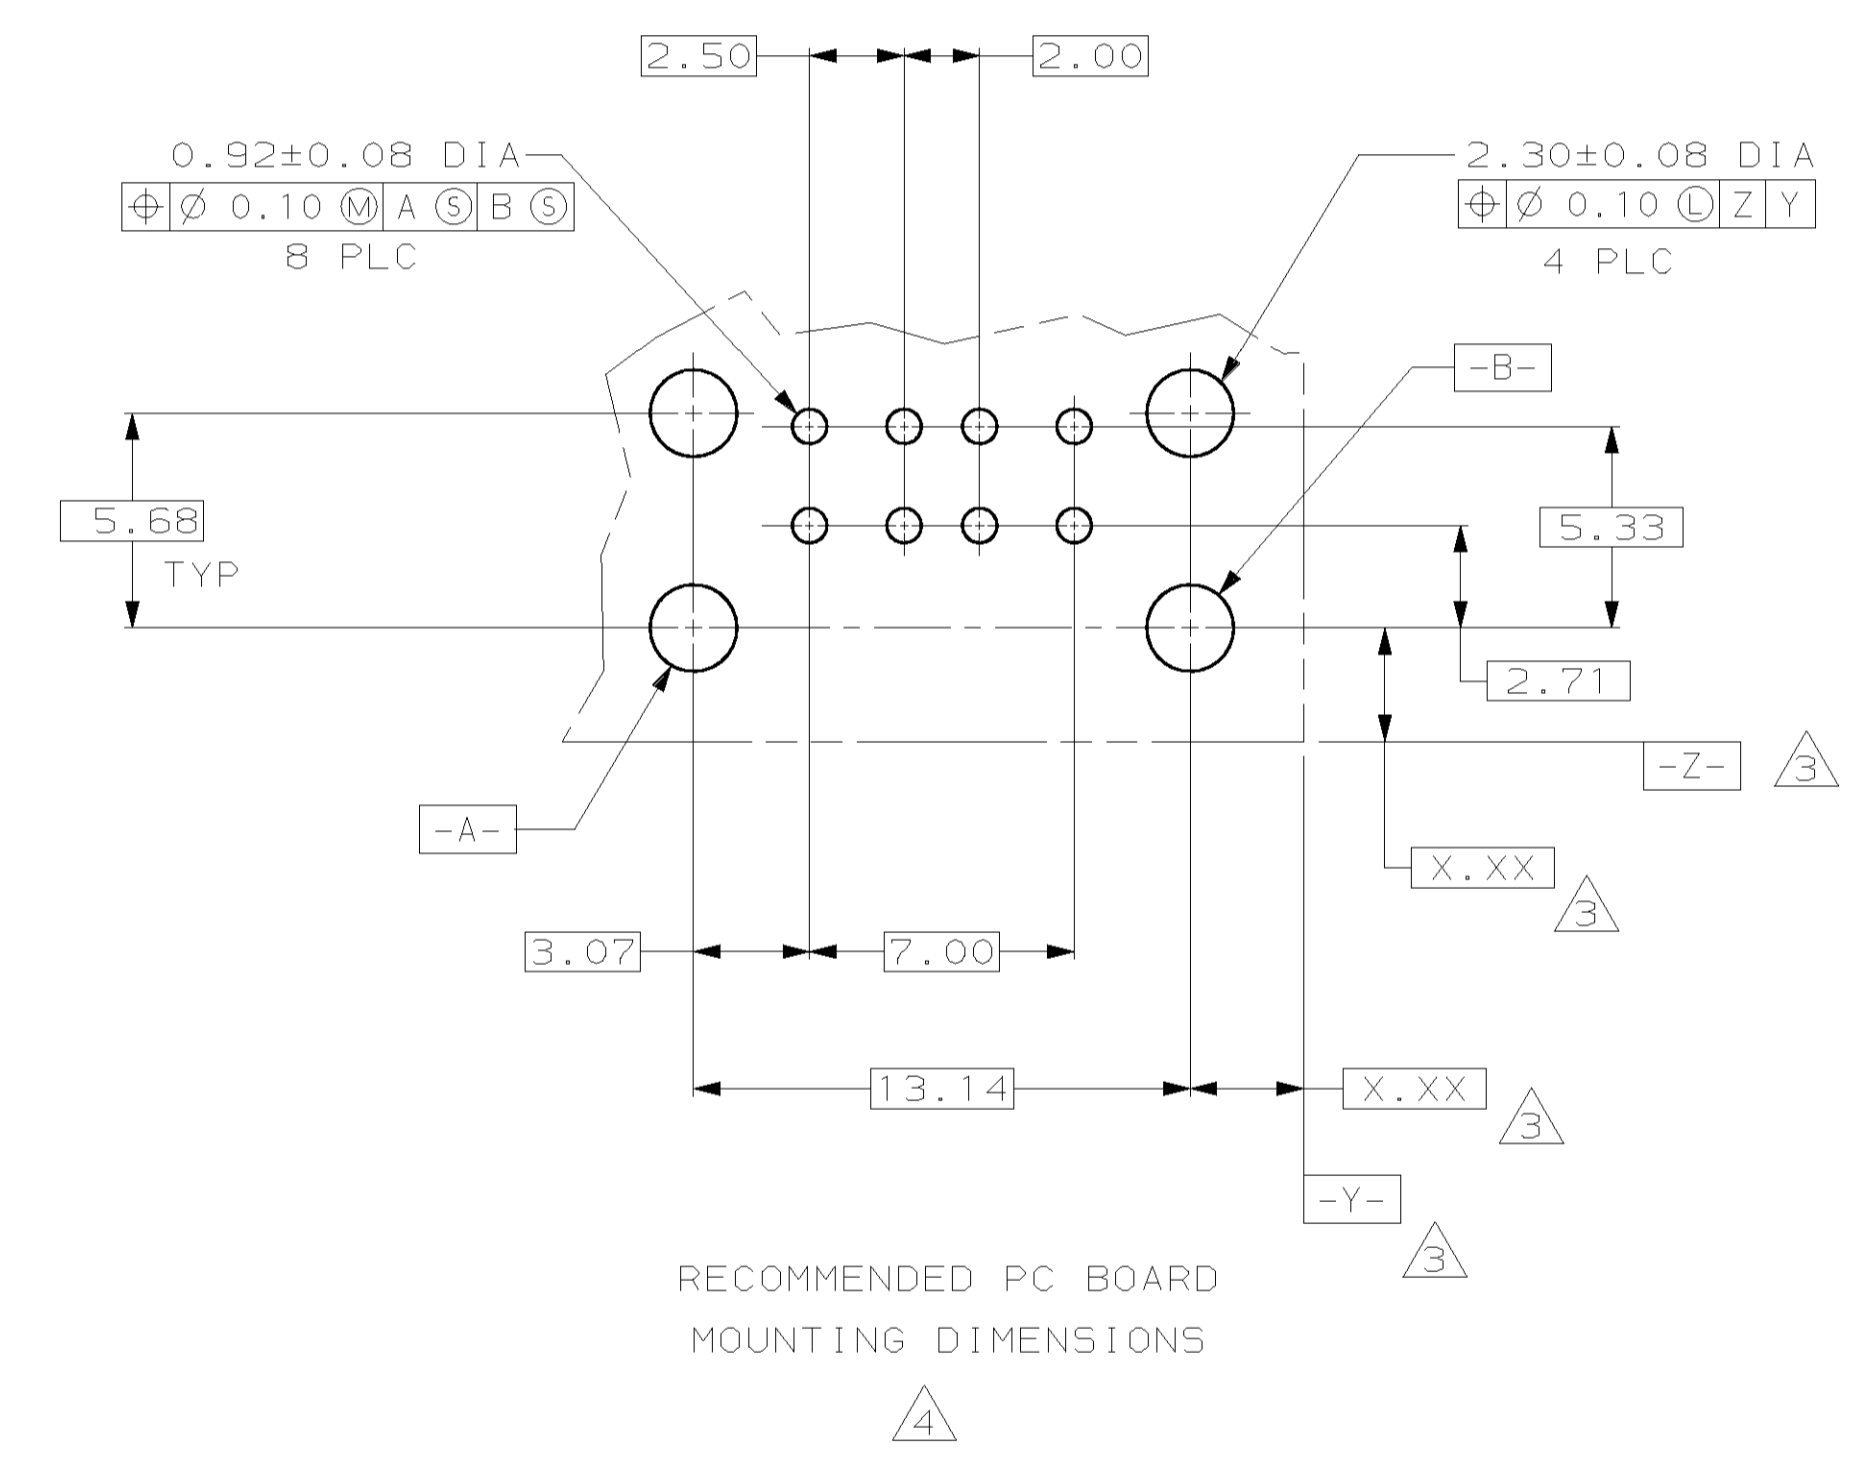 2.50
2.00
0.92±0.08 DIA
⌖ ⌀ 0.10 Ⓜ A Ⓢ B Ⓢ
8 PLC
2.30±0.08 DIA
⌖ ⌀ 0.10 Ⓛ Z Y
4 PLC
-B-
5.68
TYP
5.33
2.71
-Z-
3
-A-
X.XX
3
3.07
7.00
13.14
X.XX
3
-Y-
3
RECOMMENDED PC BOARD
MOUNTING DIMENSIONS
4